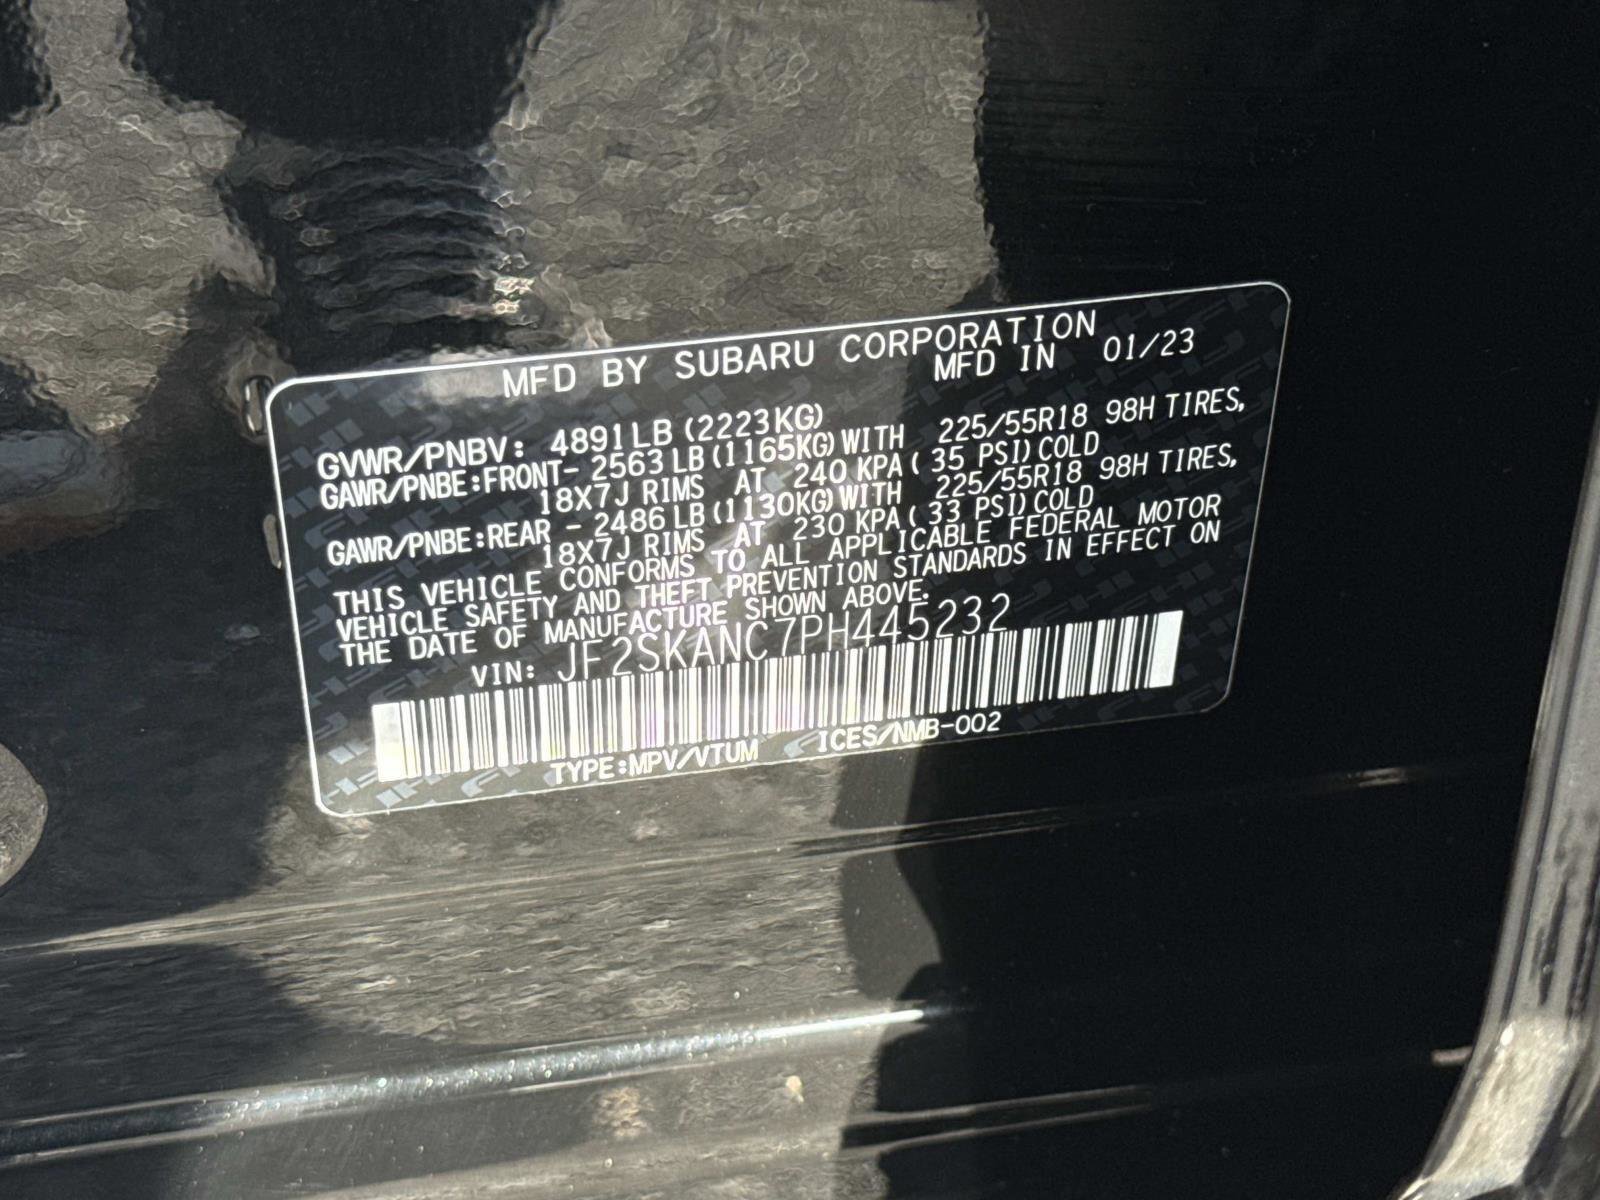 MFD BY SUBARU CORPORATION
MFD IN 01/23
GVWR/PNBV: 4891LB (2223KG)
GAWR/PNBE:FRONT- 2563 LB (1165KG) WITH 225/55R18 98H TIRES,
18X7J RIMS AT 240 KPA ( 35 PSI) COLD
GAWR/PNBE:REAR - 2486 LB (1130KG) WITH 225/55R18 98H TIRES,
18X7J RIMS AT 230 KPA ( 33 PSI) COLD
THIS VEHICLE CONFORMS TO ALL APPLICABLE FEDERAL MOTOR
VEHICLE SAFETY AND THEFT PREVENTION STANDARDS IN EFFECT ON
THE DATE OF MANUFACTURE SHOWN ABOVE.
VIN: JF2SKANC7PH445232
TYPE:MPV/VTUM ICES/NMB-002